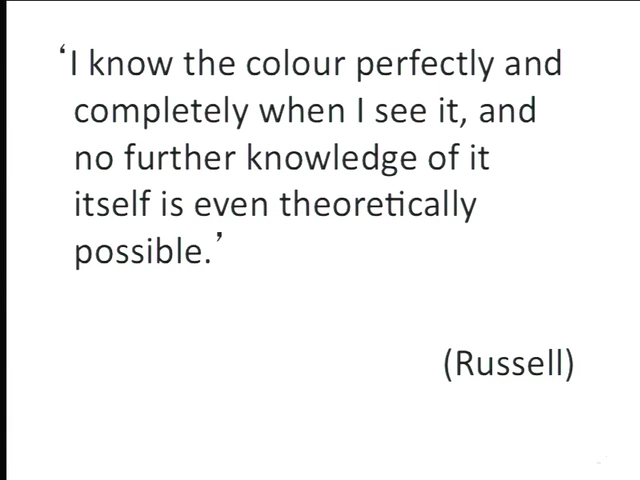 ‘I know the colour perfectly and
completely when I see it, and
no further knowledge of it
itself is even theoretically
possible.’
(Russell)